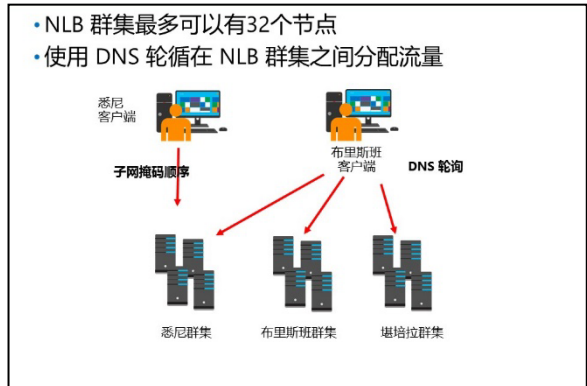 • NLB 群集最多可以有32个节点
• 使用 DNS 轮循在 NLB 群集之间分配流量
悉尼
客户端
布里斯班
客户端
子网掩码顺序
DNS 轮询
悉尼群集
布里斯班群集
堪培拉群集